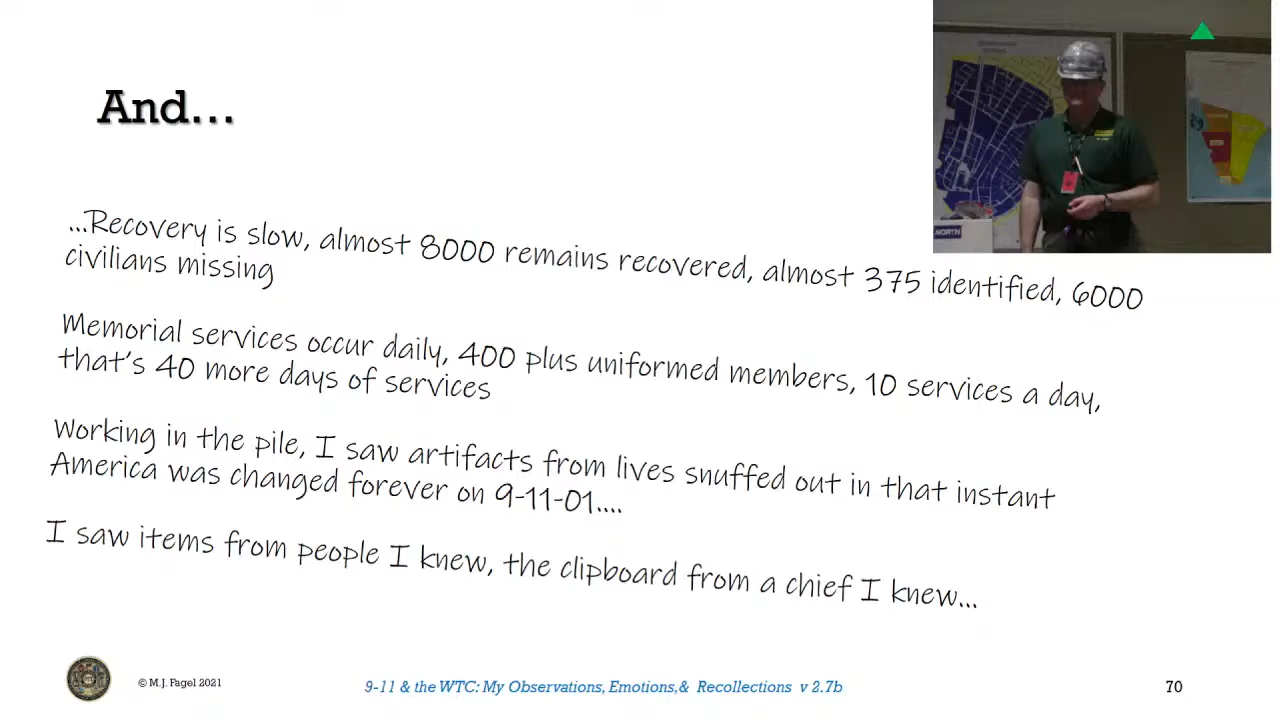 And...
...Recovery is slow, almost 8000 remains recovered, almost 375 identified, 6000
civilians missing
Memorial services occur daily, 400 plus uniformed members, 10 services a day,
that's 40 more days of services
Working in the pile, I saw artifacts from lives snuffed out in that instant
America was changed forever on 9-11-01....
I saw items from people I knew, the clipboard from a chief I knew...
NORTH
© M.J. Fagel 2021
9-11 & the WTC: My Observations, Emotions,& Recollections v 2.7b
70